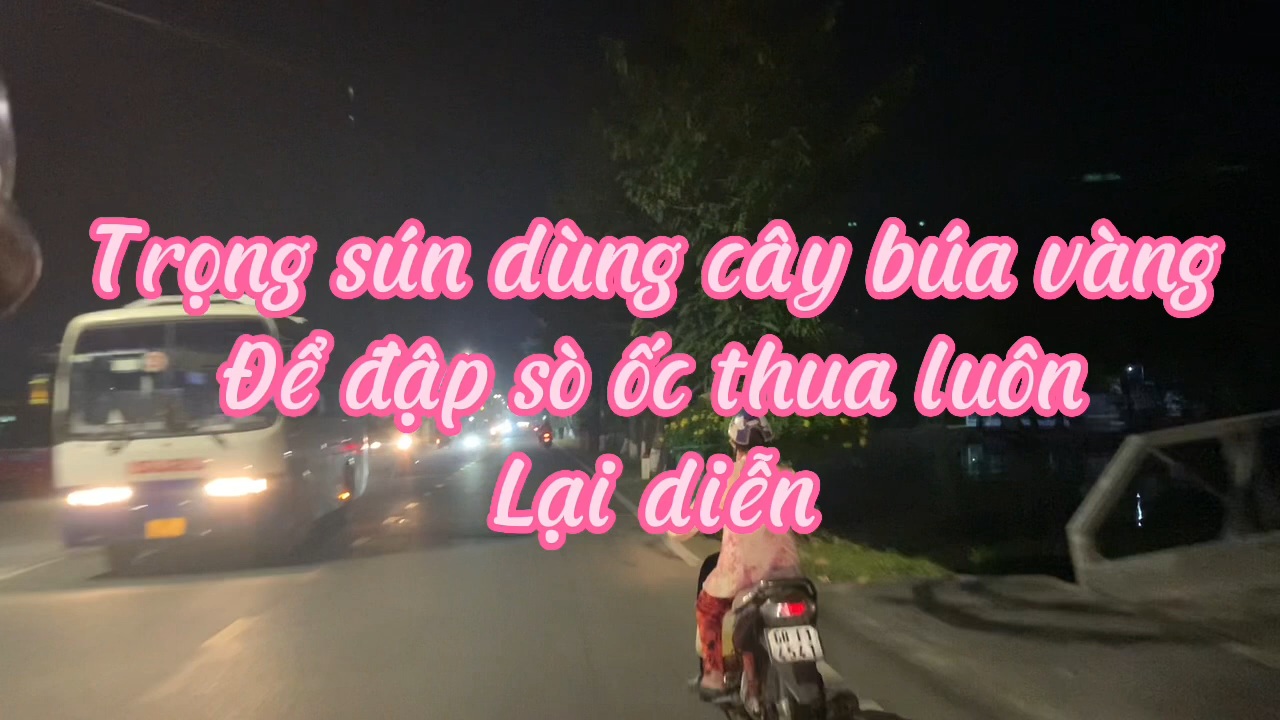 Trọng sún dùng cây búa vàng
Để đập sò ốc thua luôn
Lại diễn